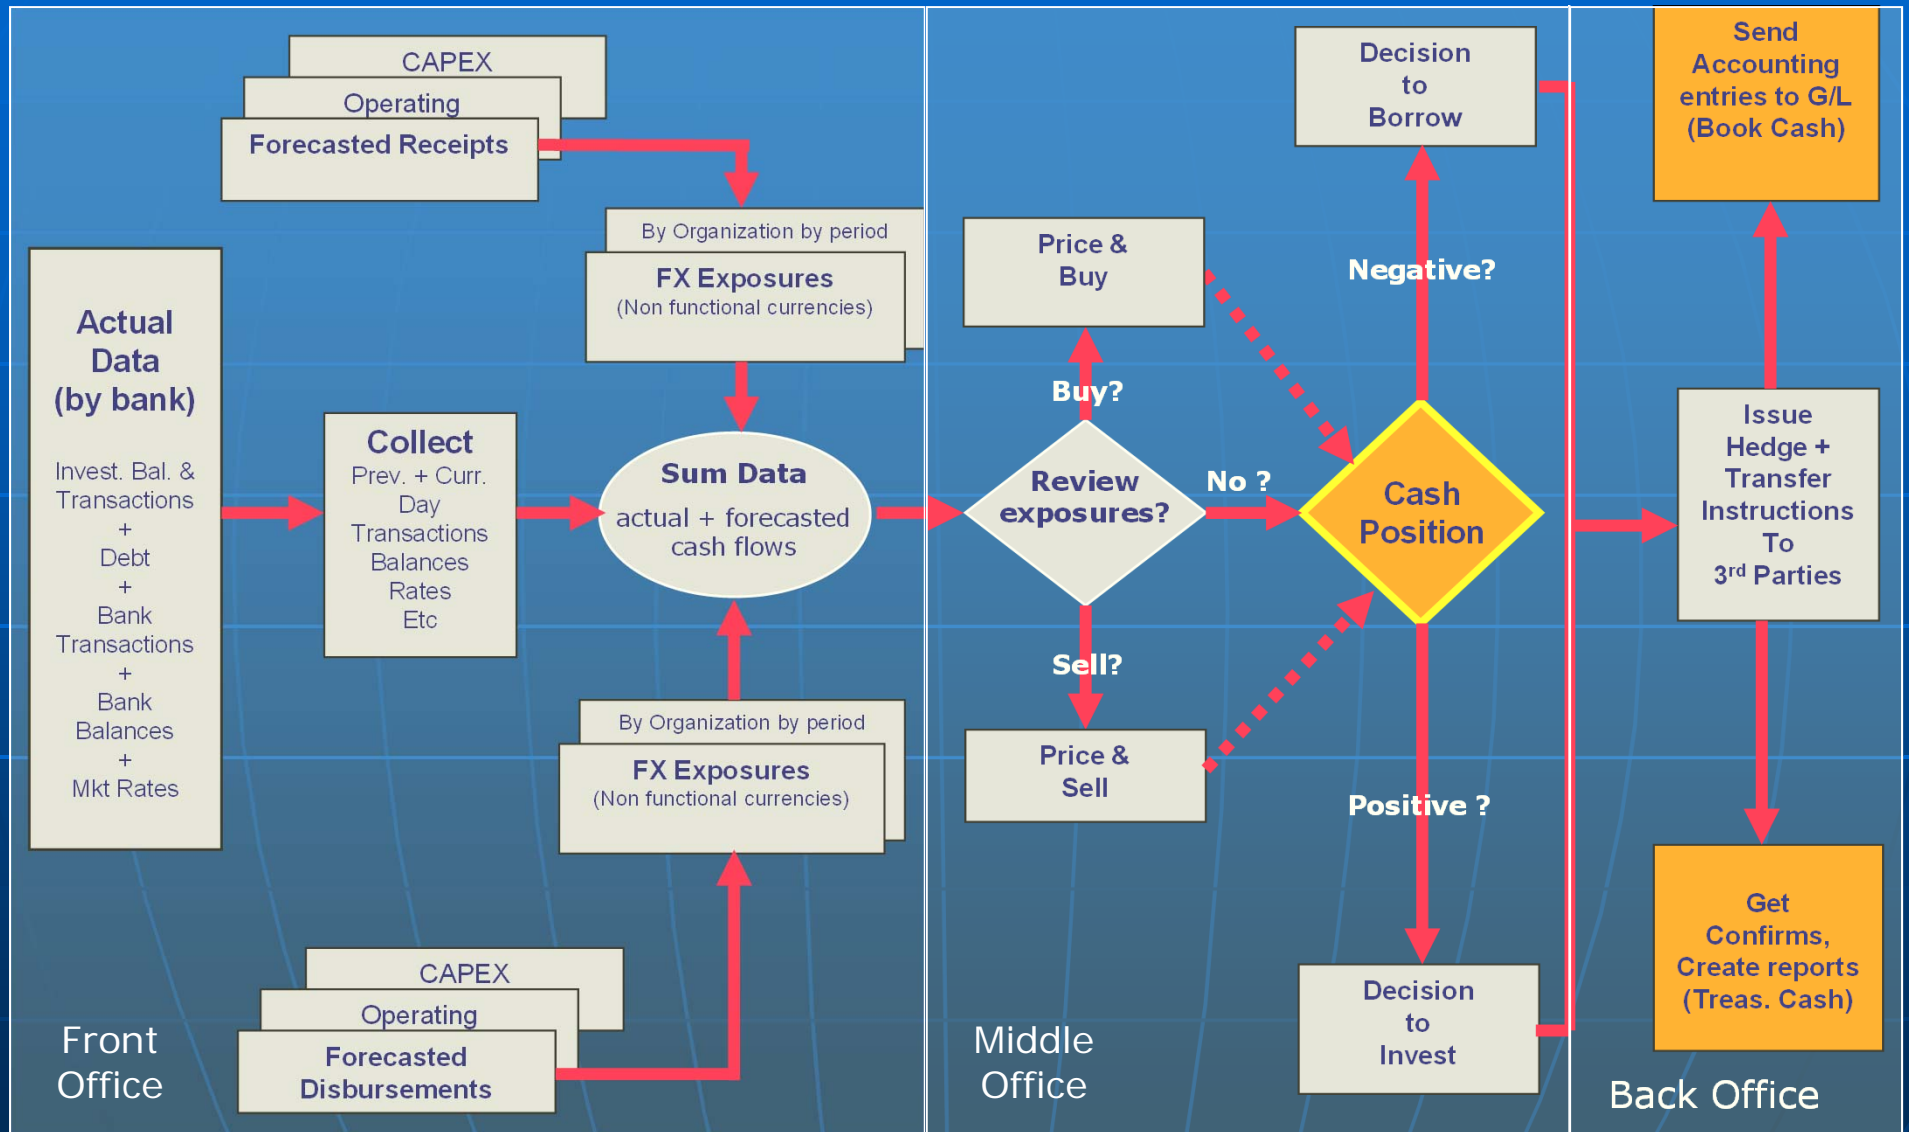 CAPEX
Operating
Forecasted Receipts
By Organization by period
FX Exposures
(Non functional currencies)
Actual
Data
(by bank)
Invest. Bal. &
Transactions
+
Debt
+
Bank
Transactions
+
Bank
Balances
+
Mkt Rates
Collect
Prev. + Curr.
Day
Transactions
Balances
Rates
Etc
Sum Data
actual + forecasted
cash flows
By Organization by period
FX Exposures
(Non functional currencies)
CAPEX
Operating
Forecasted
Disbursements
Front
Office
Price &
Buy
Buy?
Review
exposures?
No ?
Sell?
Price &
Sell
Decision
to
Borrow
Negative?
Cash
Position
Positive ?
Decision
to
Invest
Middle
Office
Send
Accounting
entries to G/L
(Book Cash)
Issue
Hedge +
Transfer
Instructions
To
3rd Parties
Get
Confirms,
Create reports
(Treas. Cash)
Back Office